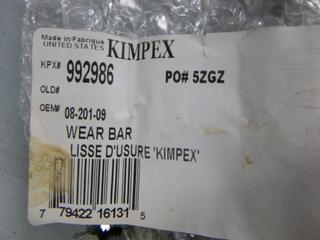 Made in/Fabrique
UNITED STATES KIMPEX
KPX# 992986 PO# 5ZGZ
OLD#
OEM# 08-201-09
WEAR BAR
LISSE D'USURE 'KIMPEX'
7 79422 16131 5